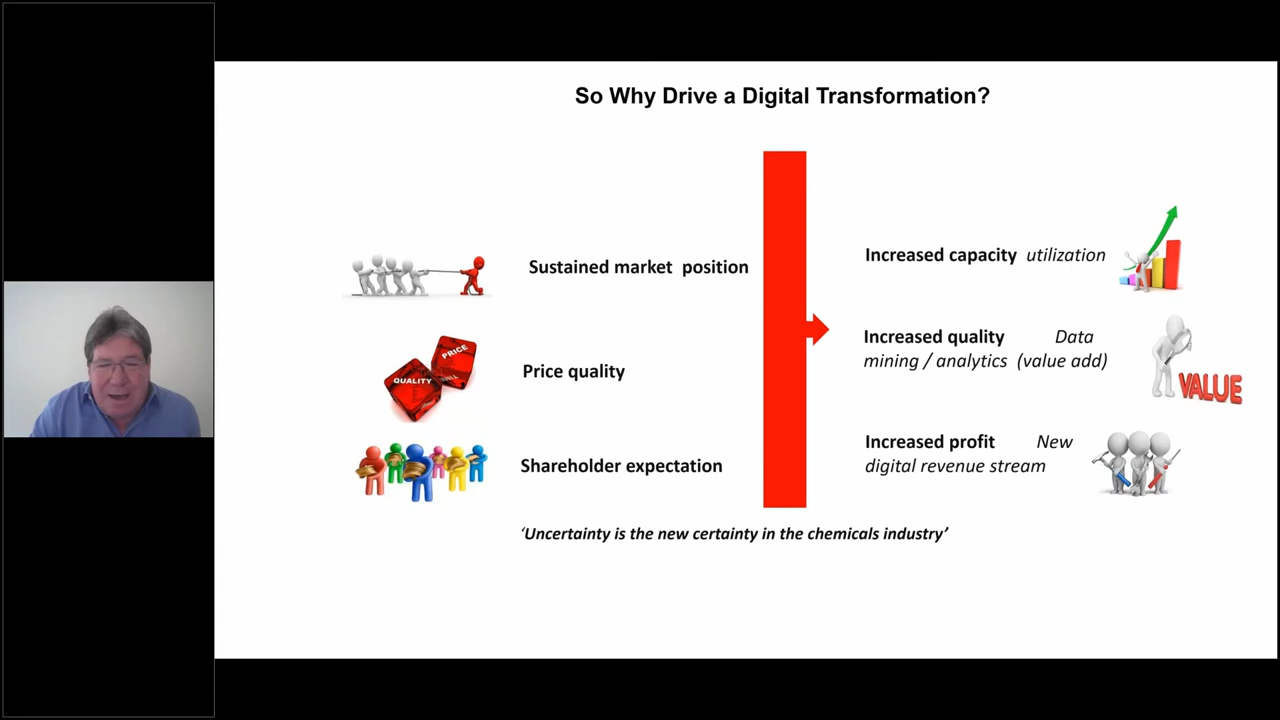 So Why Drive a Digital Transformation?
Sustained market position
Price quality
Shareholder expectation
Increased capacity utilization
Increased quality Data
mining / analytics (value add)
Increased profit New
digital revenue stream
PRICE
QUALITY
VALUE
‘Uncertainty is the new certainty in the chemicals industry’